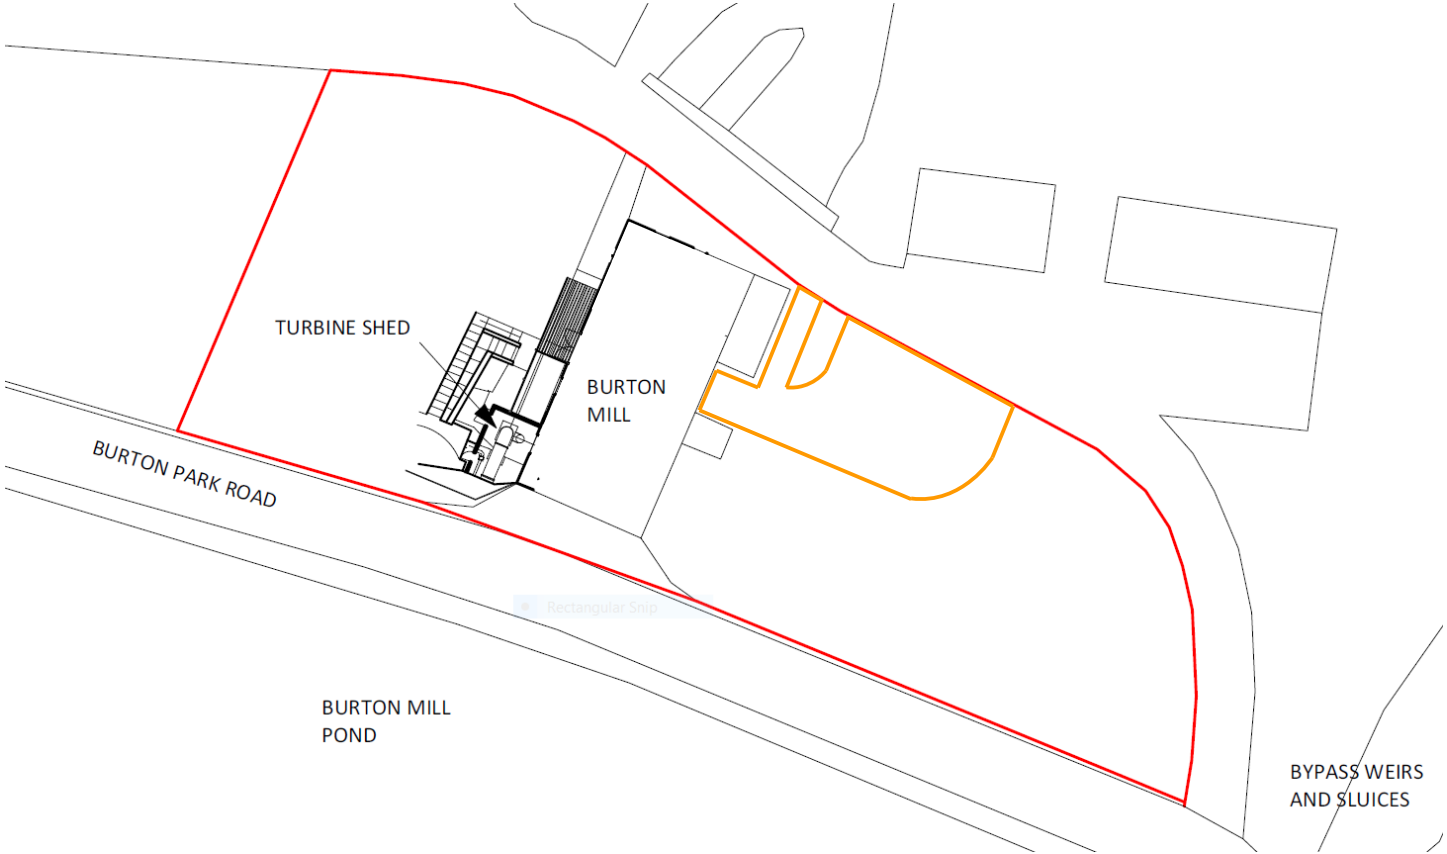 TURBINE SHED
BURTON
MILL
BURTON PARK ROAD
Rectangular Snip
BURTON MILL
POND
BYPASS WEIRS
AND SLUICES